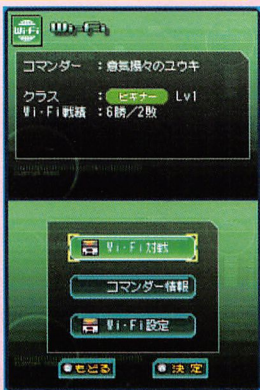 Wi-Fi Wi-Fi
コマンダー :意気揚々のユウキ
クラス :ビギナー Lv1
Wi-Fi戦績 :6勝/2敗
Wi-Fi対戦
コマンダー情報
Wi-Fi設定
もどる 決定